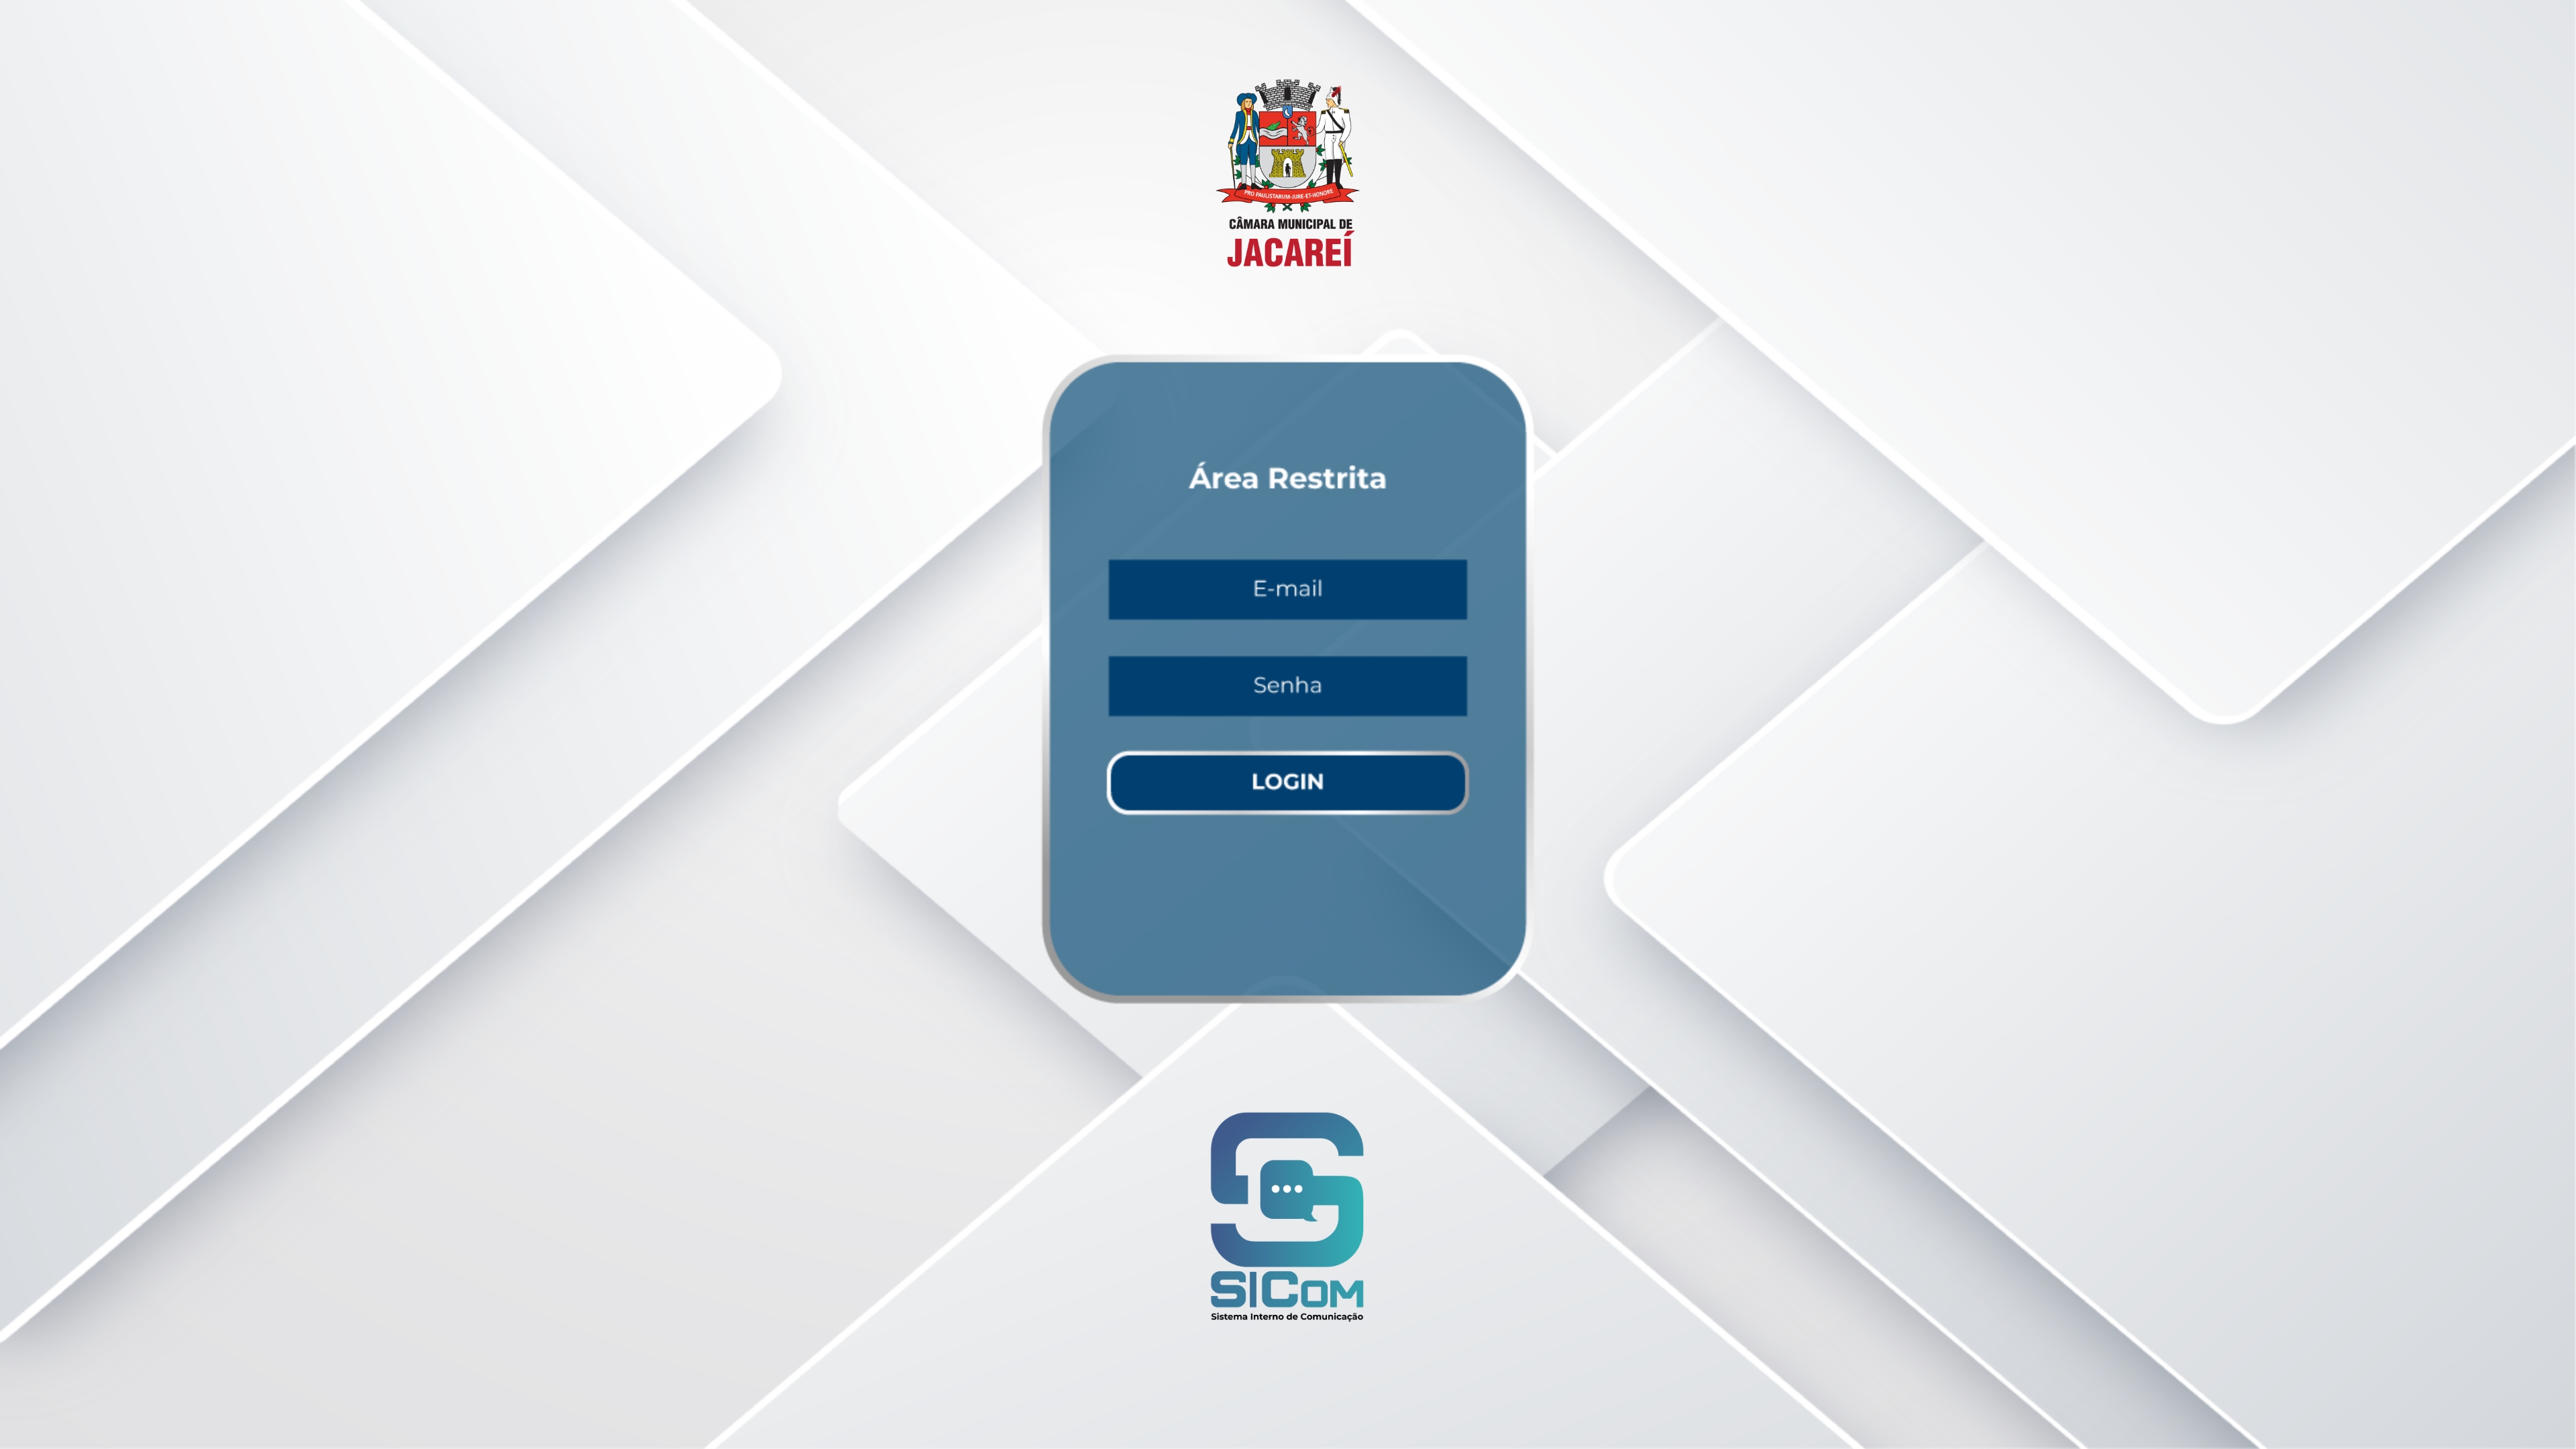 PRO PAULISTARUM-JURE-ET-HONORE
CÂMARA MUNICIPAL DE
JACAREÍ
Área Restrita
E-mail
Senha
LOGIN
SICOM
Sistema Interno de Comunicação